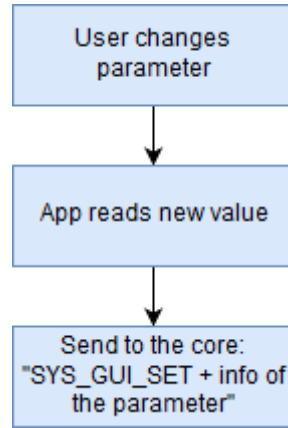 User changes
parameter
App reads new value
Send to the core:
"SYS_GUI_SET + info of
the parameter"